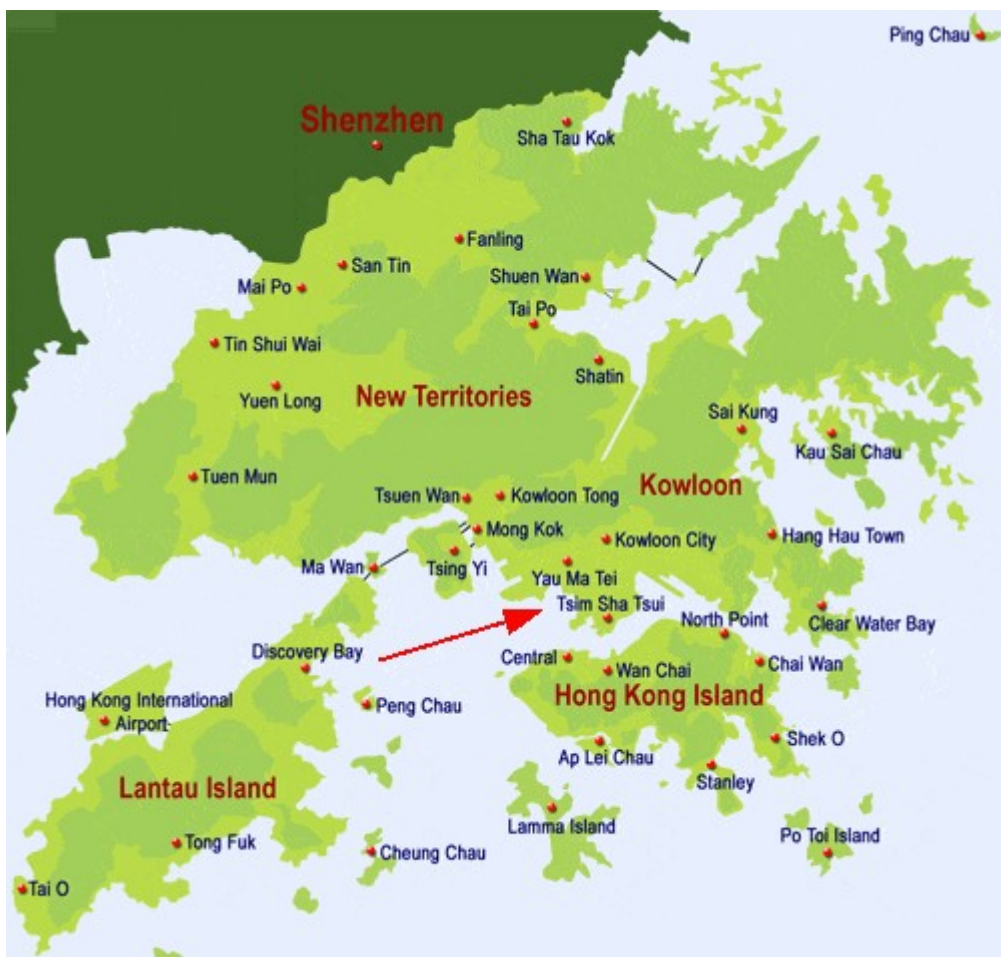 Ping Chau
Shenzhen
Sha Tau Kok
Fanling
San Tin
Shuen Wan
Mai Po
Tai Po
Tin Shui Wai
Shatin
Yuen Long
New Territories
Sai Kung
Kau Sai Chau
Tuen Mun
Kowloon
Tsuen Wan
Kowloon Tong
Mong Kok
Kowloon City
Hang Hau Town
Ma Wan
Tsing Yi
Yau Ma Tei
Tsim Sha Tsui
North Point
Clear Water Bay
Discovery Bay
Central
Wan Chai
Chai Wan
Hong Kong International
Airport
Peng Chau
Hong Kong Island
Shek O
Ap Lei Chau
Stanley
Lantau Island
Lamma Island
Po Toi Island
Tong Fuk
Cheung Chau
Tai O